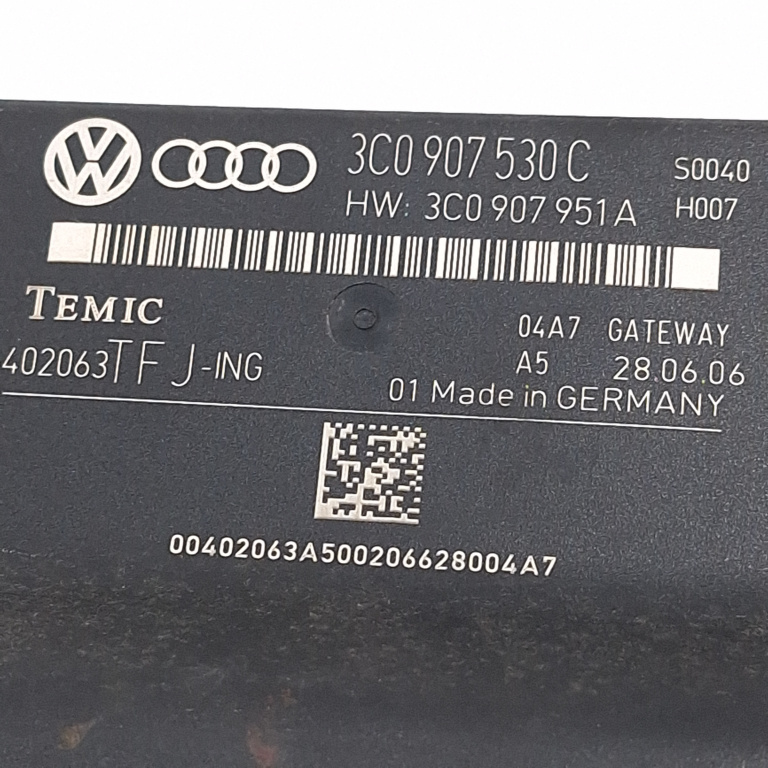 3C0 907 530 C S0040
HW: 3C0 907 951 A H007
TEMIC
04A7 GATEWAY
402063TFJ-ING A5 28.06.06
01 Made in GERMANY
00402063A500206628004A7